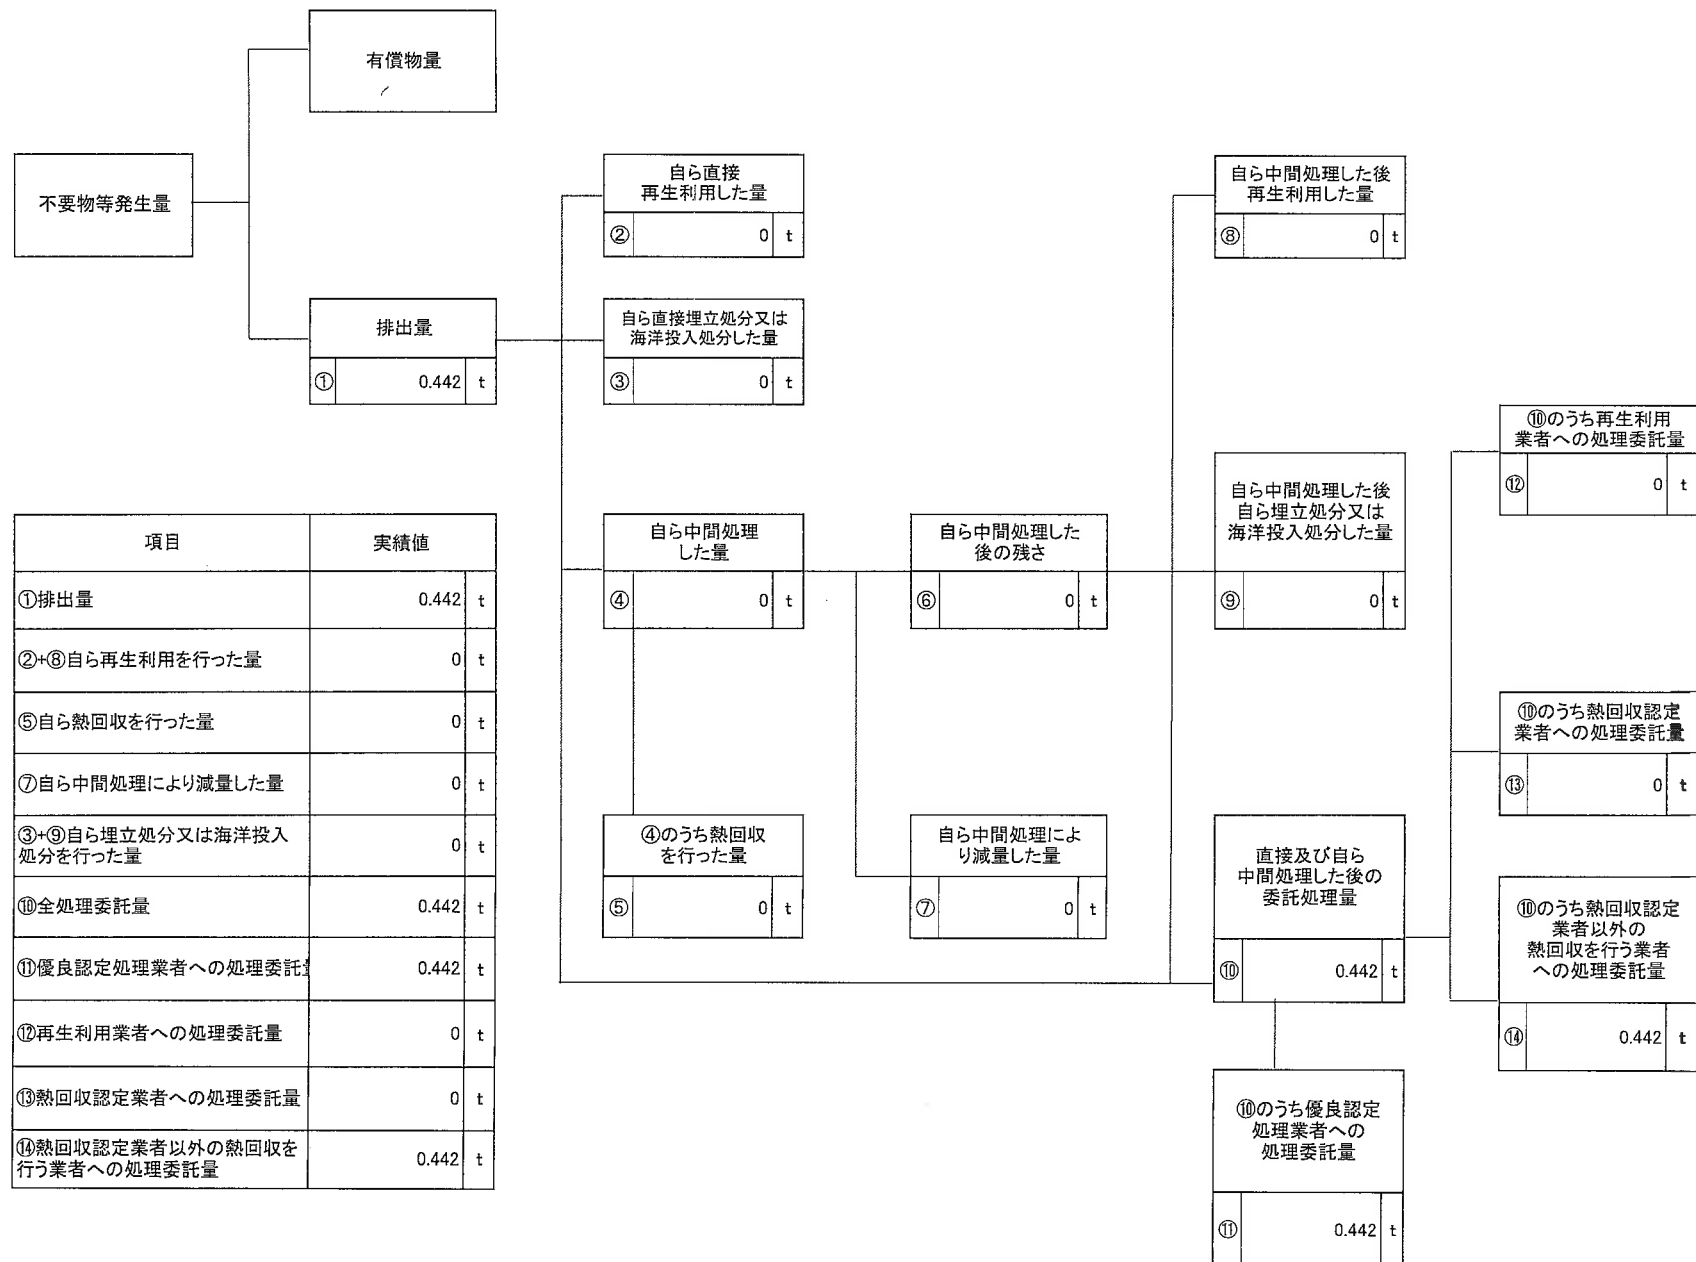 有償物量
不要物等発生量
排出量
① 0.442 t
自ら直接
再生利用した量
② 0 t
自ら直接埋立処分又は
海洋投入処分した量
③ 0 t
自ら中間処理
した量
④ 0 t
④のうち熱回収
を行った量
⑤ 0 t
自ら中間処理した
後の残さ
⑥ 0 t
自ら中間処理によ
り減量した量
⑦ 0 t
自ら中間処理した後
再生利用した量
⑧ 0 t
自ら中間処理した後
自ら埋立処分又は
海洋投入処分した量
⑨ 0 t
直接及び自ら
中間処理した後の
委託処理量
⑩ 0.442 t
⑩のうち優良認定
処理業者への
処理委託量
⑪ 0.442 t
⑩のうち再生利用
業者への処理委託量
⑫ 0 t
⑩のうち熱回収認定
業者への処理委託量
⑬ 0 t
⑩のうち熱回収認定
業者以外の
熱回収を行う業者
への処理委託量
⑭ 0.442 t
項目 実績値
①排出量 0.442 t
②+⑧自ら再生利用を行った量 0 t
⑤自ら熱回収を行った量 0 t
⑦自ら中間処理により減量した量 0 t
③+⑨自ら埋立処分又は海洋投入
処分を行った量 0 t
⑩全処理委託量 0.442 t
⑪優良認定処理業者への処理委託 0.442 t
⑫再生利用業者への処理委託量 0 t
⑬熱回収認定業者への処理委託量 0 t
⑭熱回収認定業者以外の熱回収を
行う業者への処理委託量 0.442 t